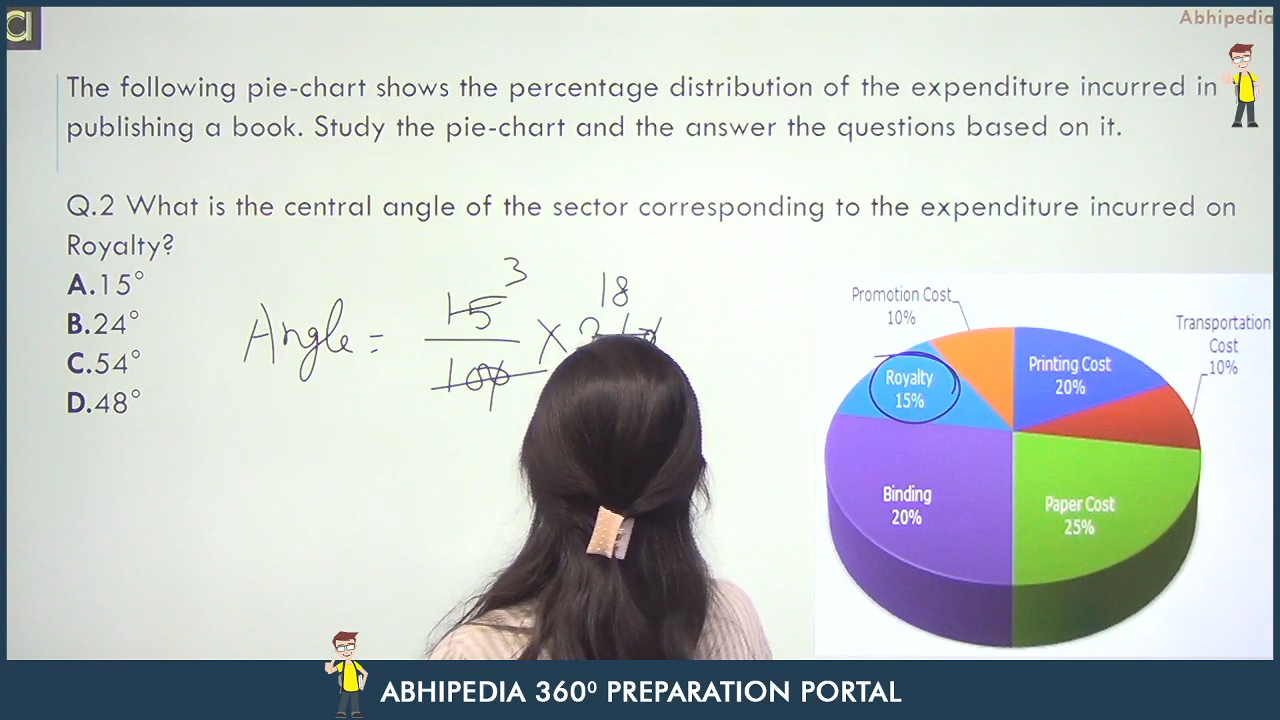 a
Abhipedia
The following pie-chart shows the percentage distribution of the expenditure incurred in
publishing a book. Study the pie-chart and the answer the questions based on it.
Q.2 What is the central angle of the sector corresponding to the expenditure incurred on
Royalty?
A.15°
B.24°
C.54°
D.48°
3
18
Angle = 15 ×
100
Promotion Cost
10%
Transportation
Cost
10%
Printing Cost
20%
Royalty
15%
Binding
20%
Paper Cost
25%
ABHIPEDIA 360⁰ PREPARATION PORTAL